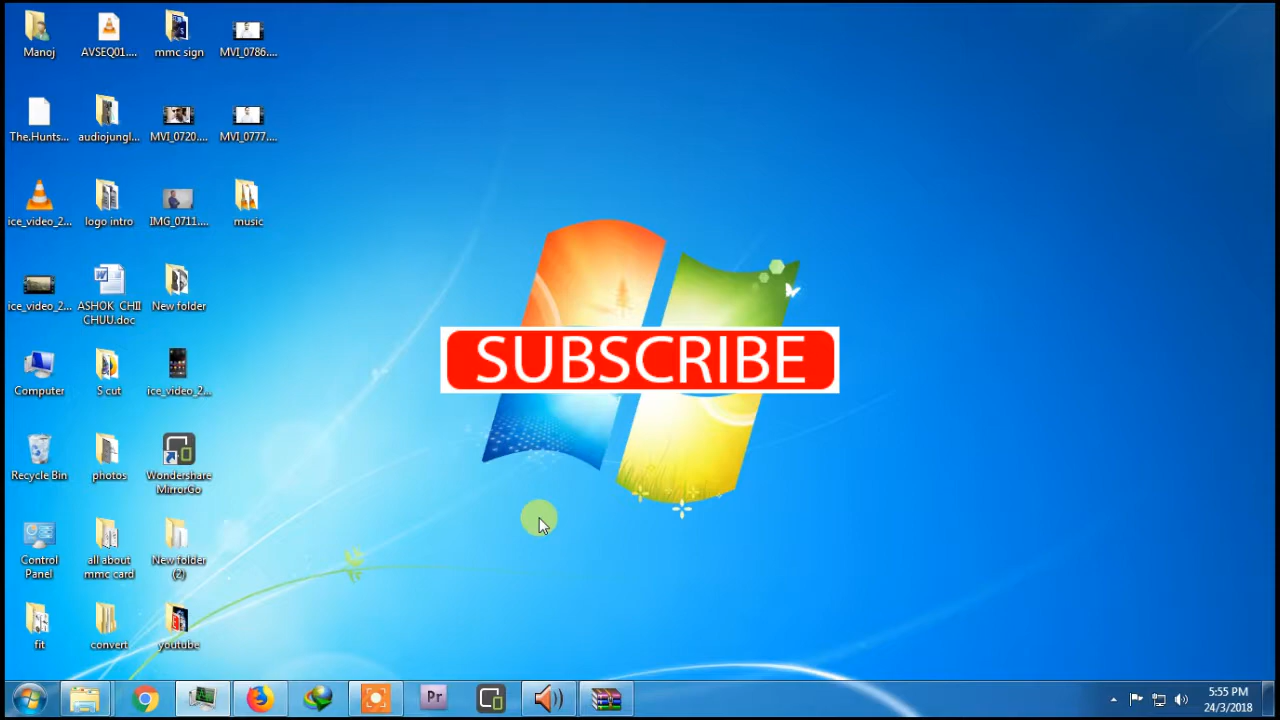 Manoj
AVSEQ01....
mmc sign
MVI_0786....
The.Hunts...
audiojungl...
MVI_0720....
MVI_0777....
ice_video_2...
logo intro
IMG_0711....
music
ice_video_2...
ASHOK CHII
CHUU.doc
New folder
SUBSCRIBE
Computer
S cut
ice_video_2...
Recycle Bin
photos
Wondershare
MirrorGo
Control
Panel
all about
mmc card
New folder
(2)
fit
convert
youtube
Pr
5:55 PM
24/3/2018